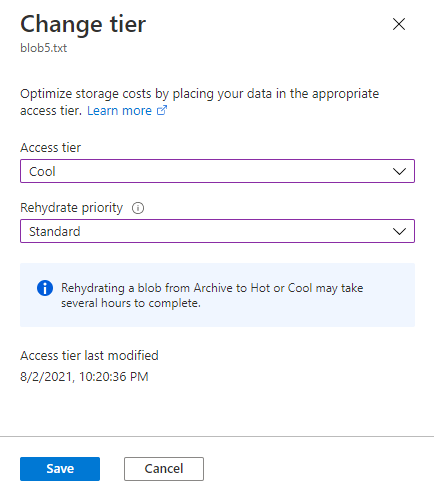 Change tier
blob5.txt
Optimize storage costs by placing your data in the appropriate
access tier. Learn more
Access tier
Cool
Rehydrate priority
Standard
Rehydrating a blob from Archive to Hot or Cool may take
several hours to complete.
Access tier last modified
8/2/2021, 10:20:36 PM
Save Cancel